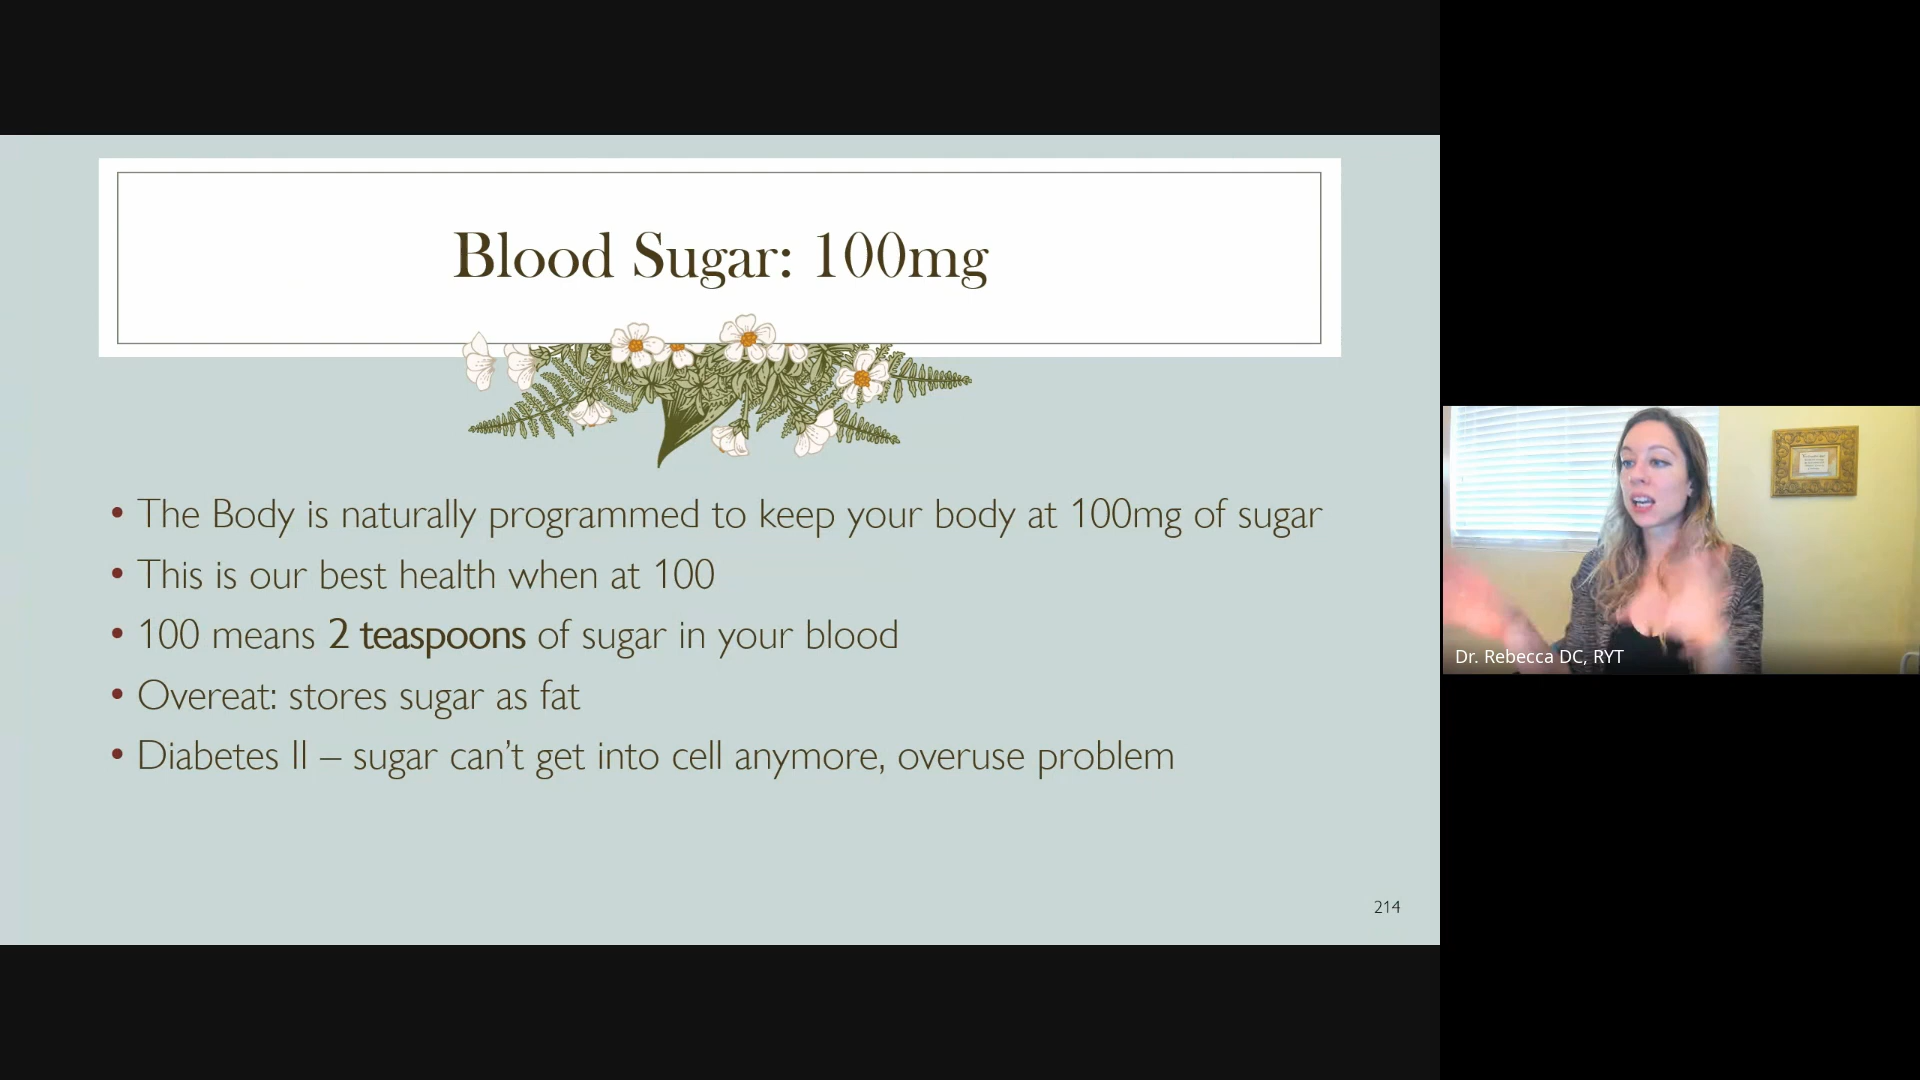 Blood Sugar: 100mg
• The Body is naturally programmed to keep your body at 100mg of sugar
• This is our best health when at 100
• 100 means 2 teaspoons of sugar in your blood
• Overeat: stores sugar as fat
• Diabetes II – sugar can't get into cell anymore, overuse problem
214
Dr. Rebecca DC, RYT